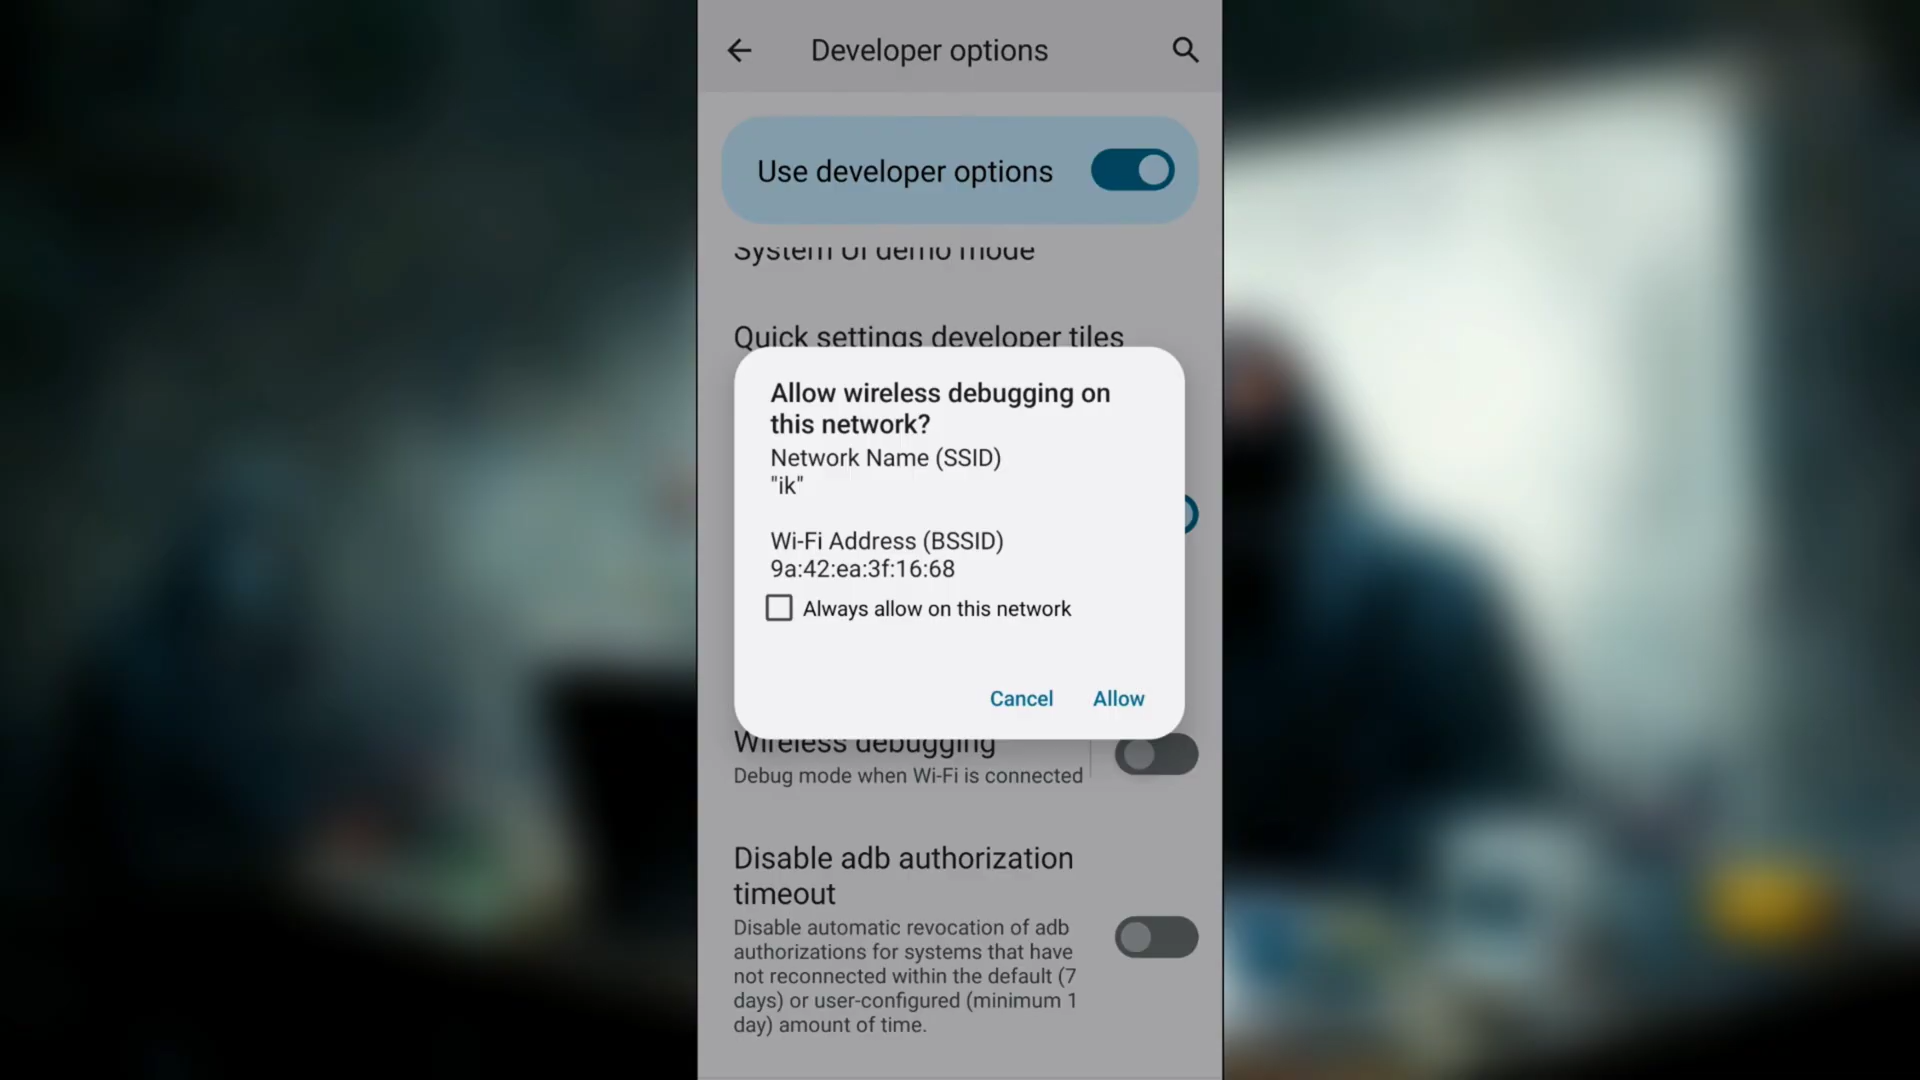 Developer options
Use developer options
System UI demo mode
Quick settings developer tiles
Allow wireless debugging on
this network?
Network Name (SSID)
"ik"
Wi-Fi Address (BSSID)
9a:42:ea:3f:16:68
Always allow on this network
Cancel Allow
Wireless debugging
Debug mode when Wi-Fi is connected
Disable adb authorization
timeout
Disable automatic revocation of adb
authorizations for systems that have
not reconnected within the default (7
days) or user-configured (minimum 1
day) amount of time.